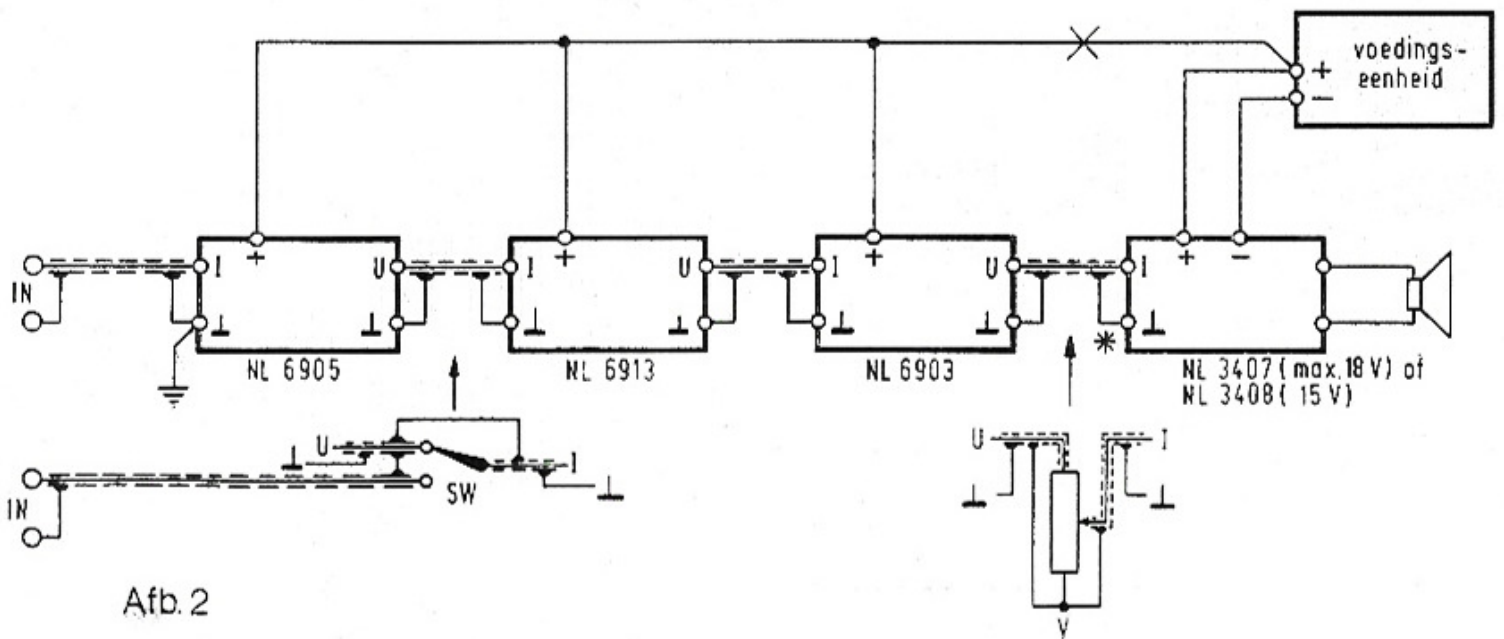 voedings-
eenheid
+
−
IN
I
+
U
I
+
U
I
+
U
I
+
−
NL 6905
NL 6913
NL 6903
*
NL 3407 (max. 18 V) of
NL 3408 (15 V)
U
I
SW
IN
U
I
V
Afb. 2